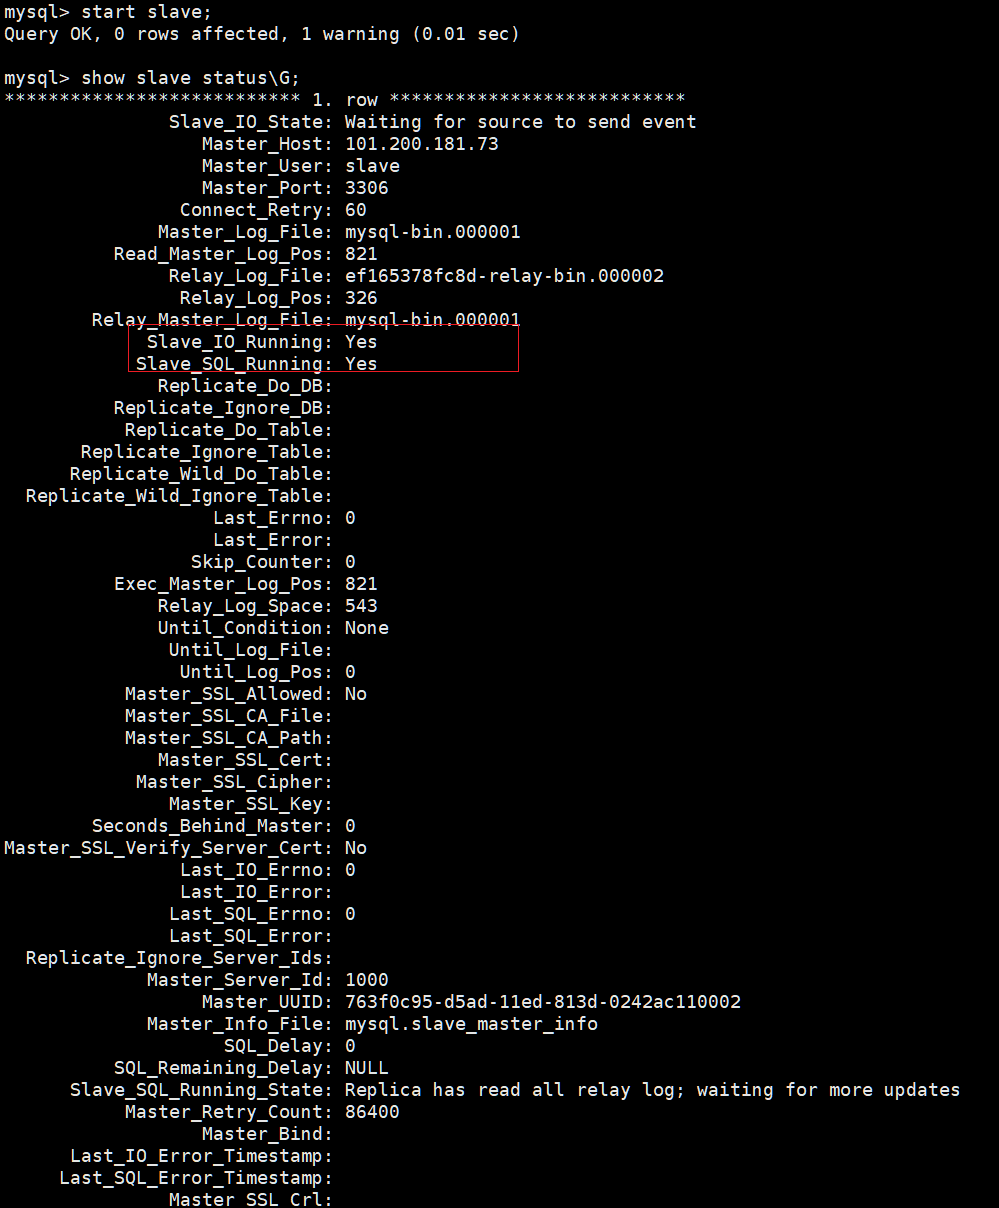 mysql> start slave;
Query OK, 0 rows affected, 1 warning (0.01 sec)
mysql> show slave status\G;
*************************** 1. row ***************************
Slave_IO_State: Waiting for source to send event
Master_Host: 101.200.181.73
Master_User: slave
Master_Port: 3306
Connect_Retry: 60
Master_Log_File: mysql-bin.000001
Read_Master_Log_Pos: 821
Relay_Log_File: ef165378fc8d-relay-bin.000002
Relay_Log_Pos: 326
Relay_Master_Log_File: mysql-bin.000001
Slave_IO_Running: Yes
Slave_SQL_Running: Yes
Replicate_Do_DB:
Replicate_Ignore_DB:
Replicate_Do_Table:
Replicate_Ignore_Table:
Replicate_Wild_Do_Table:
Replicate_Wild_Ignore_Table:
Last_Errno: 0
Last_Error:
Skip_Counter: 0
Exec_Master_Log_Pos: 821
Relay_Log_Space: 543
Until_Condition: None
Until_Log_File:
Until_Log_Pos: 0
Master_SSL_Allowed: No
Master_SSL_CA_File:
Master_SSL_CA_Path:
Master_SSL_Cert:
Master_SSL_Cipher:
Master_SSL_Key:
Seconds_Behind_Master: 0
Master_SSL_Verify_Server_Cert: No
Last_IO_Errno: 0
Last_IO_Error:
Last_SQL_Errno: 0
Last_SQL_Error:
Replicate_Ignore_Server_Ids:
Master_Server_Id: 1000
Master_UUID: 763f0c95-d5ad-11ed-813d-0242ac110002
Master_Info_File: mysql.slave_master_info
SQL_Delay: 0
SQL_Remaining_Delay: NULL
Slave_SQL_Running_State: Replica has read all relay log; waiting for more updates
Master_Retry_Count: 86400
Master_Bind:
Last_IO_Error_Timestamp:
Last_SQL_Error_Timestamp:
Master_SSL_Crl: